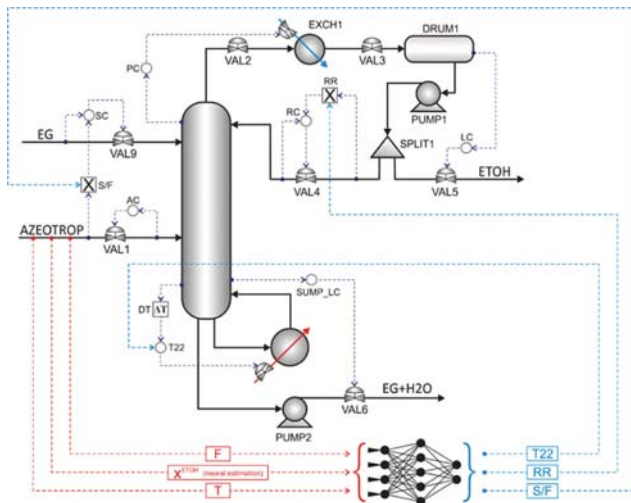 EXCH1
DRUM1
PC
VAL2
VAL3
RR
X
SC
RC
PUMP1
LC
EG
VAL9
SPLIT1
VAL4
VAL5
ETOH
X
S/F
AC
AZEOTROP
VAL1
SUMP_LC
DT
ΔT
T22
EG+H2O
VAL6
PUMP2
F
T22
X^ETOH (neural estimation)
RR
T
S/F